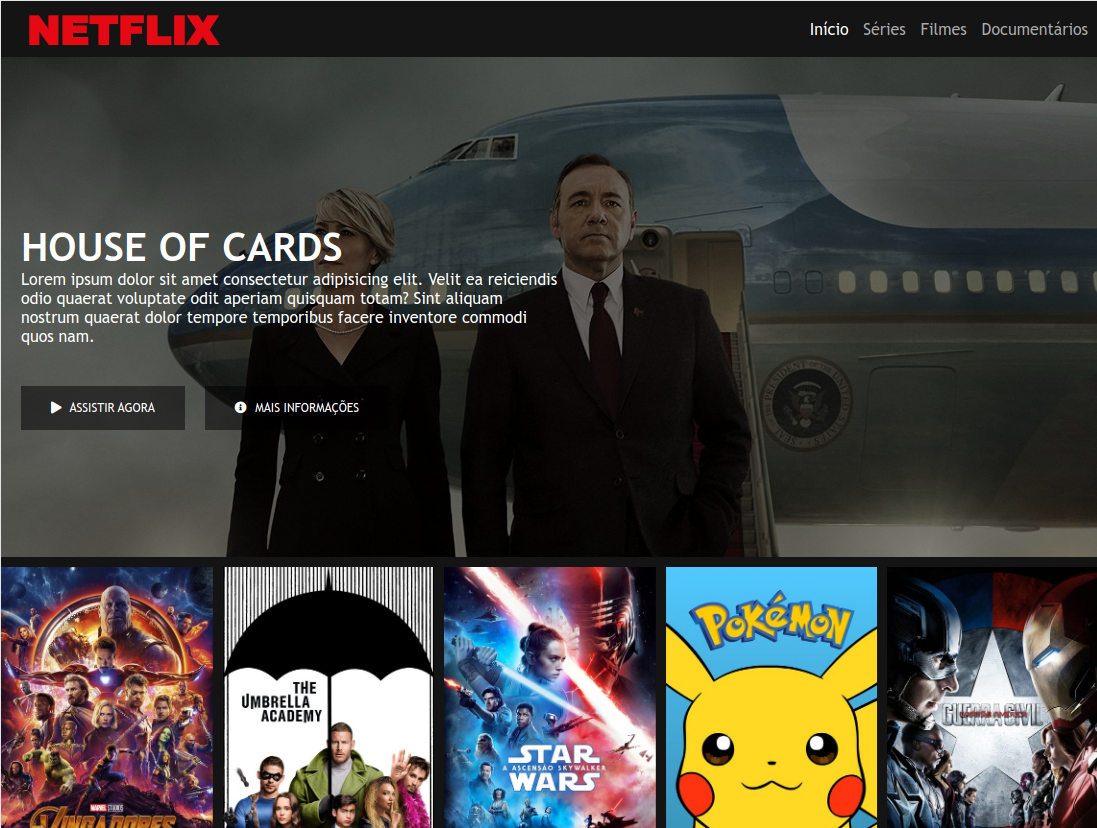 NETFLIX
Início Séries Filmes Documentários
HOUSE OF CARDS
Lorem ipsum dolor sit amet consectetur adipisicing elit. Velit ea reiciendis
odio quaerat voluptate odit aperiam quisquam totam? Sint aliquam
nostrum quaerat dolor tempore temporibus facere inventore commodi
quos nam.
ASSISTIR AGORA MAIS INFORMAÇÕES
THE
UMBRELLA
ACADEMY
STAR
A ASCENSÃO SKYWALKER
WARS
POKéMON
CAPITÃO AMÉRICA
GUERRA CIVIL
MARVEL STUDIOS
VINGADORES